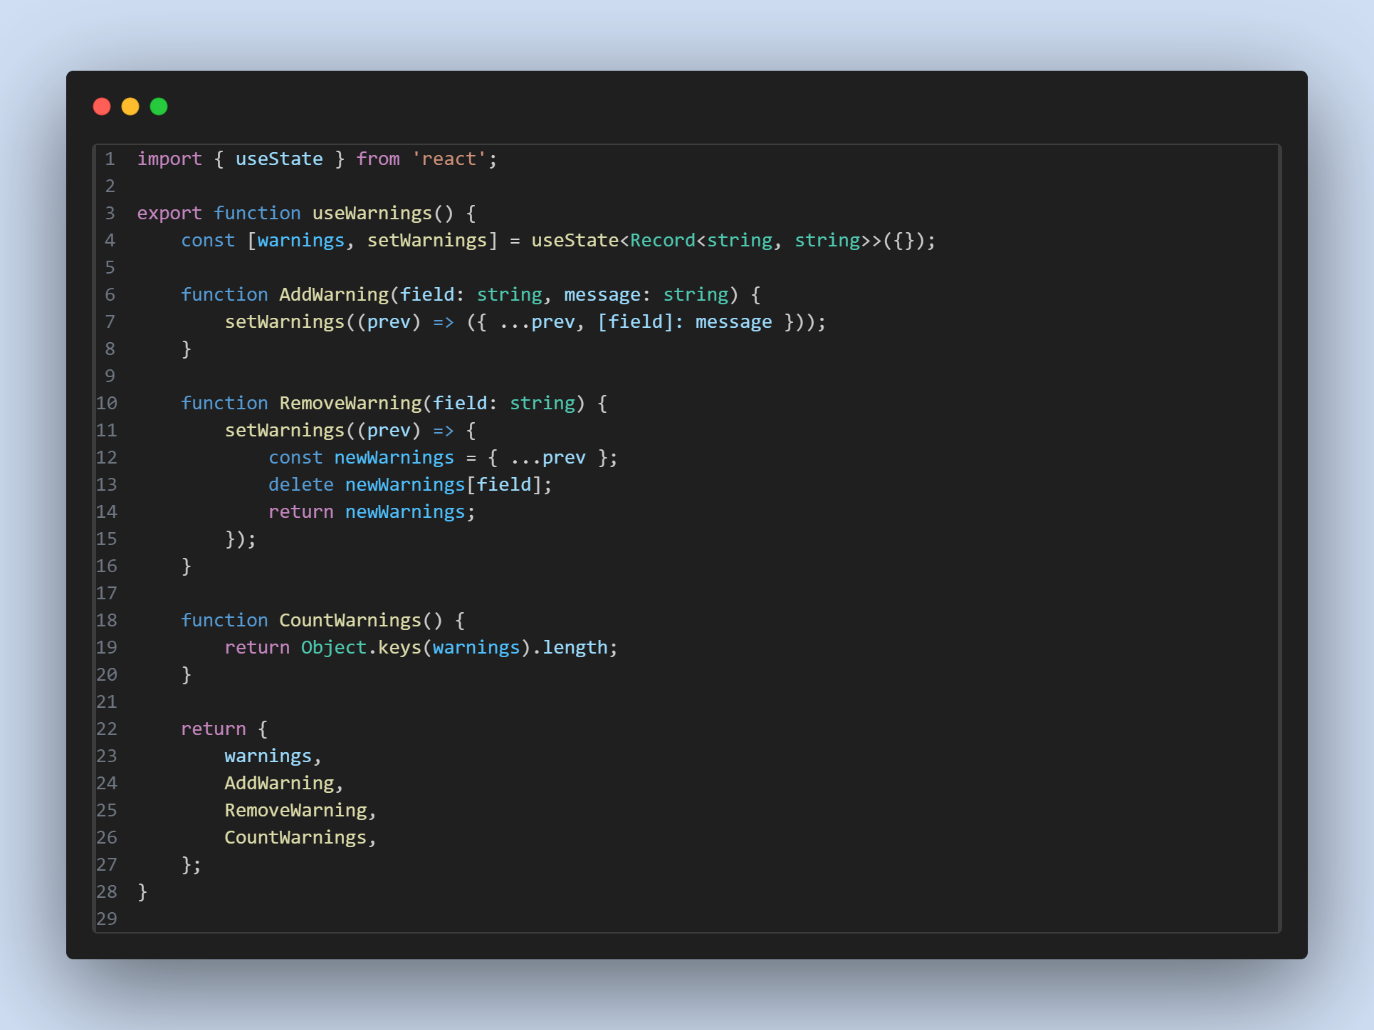 1 import { useState } from 'react';
2
3 export function useWarnings() {
4     const [warnings, setWarnings] = useState<Record<string, string>>({});
5
6     function AddWarning(field: string, message: string) {
7         setWarnings((prev) => ({ ...prev, [field]: message }));
8     }
9
10     function RemoveWarning(field: string) {
11         setWarnings((prev) => {
12             const newWarnings = { ...prev };
13             delete newWarnings[field];
14             return newWarnings;
15         });
16     }
17
18     function CountWarnings() {
19         return Object.keys(warnings).length;
20     }
21
22     return {
23         warnings,
24         AddWarning,
25         RemoveWarning,
26         CountWarnings,
27     };
28 }
29